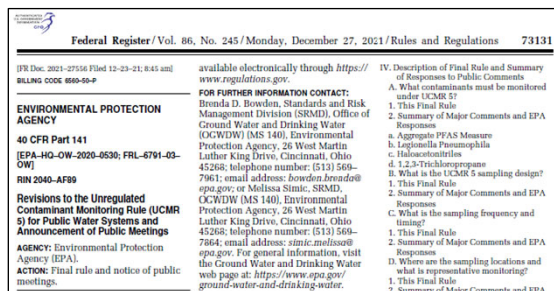 AUTHENTICATED
U.S. GOVERNMENT
INFORMATION
GPO
Federal Register / Vol. 86, No. 245 / Monday, December 27, 2021 / Rules and Regulations 73131
[FR Doc. 2021–27556 Filed 12–23–21; 8:45 am]
BILLING CODE 6560–50–P
ENVIRONMENTAL PROTECTION
AGENCY
40 CFR Part 141
[EPA–HQ–OW–2020–0530; FRL–6791–03–
OW]
RIN 2040–AF89
Revisions to the Unregulated
Contaminant Monitoring Rule (UCMR
5) for Public Water Systems and
Announcement of Public Meetings
AGENCY: Environmental Protection
Agency (EPA).
ACTION: Final rule and notice of public
meetings.
available electronically through https://
www.regulations.gov.
FOR FURTHER INFORMATION CONTACT:
Brenda D. Bowden, Standards and Risk
Management Division (SRMD), Office of
Ground Water and Drinking Water
(OGWDW) (MS 140), Environmental
Protection Agency, 26 West Martin
Luther King Drive, Cincinnati, Ohio
45268; telephone number: (513) 569–
7961; email address: bowden.brenda@
epa.gov; or Melissa Simic, SRMD,
OGWDW (MS 140), Environmental
Protection Agency, 26 West Martin
Luther King Drive, Cincinnati, Ohio
45268; telephone number: (513) 569–
7864; email address: simic.melissa@
epa.gov. For general information, visit
the Ground Water and Drinking Water
web page at: https://www.epa.gov/
ground-water-and-drinking-water.
IV. Description of Final Rule and Summary
of Responses to Public Comments
A. What contaminants must be monitored
under UCMR 5?
1. This Final Rule
2. Summary of Major Comments and EPA
Responses
a. Aggregate PFAS Measure
b. Legionella Pneumophila
c. Haloacetonitriles
d. 1,2,3-Trichloropropane
B. What is the UCMR 5 sampling design?
1. This Final Rule
2. Summary of Major Comments and EPA
Responses
C. What is the sampling frequency and
timing?
1. This Final Rule
2. Summary of Major Comments and EPA
Responses
D. Where are the sampling locations and
what is representative monitoring?
1. This Final Rule
2. Summary of Major Comments and EPA